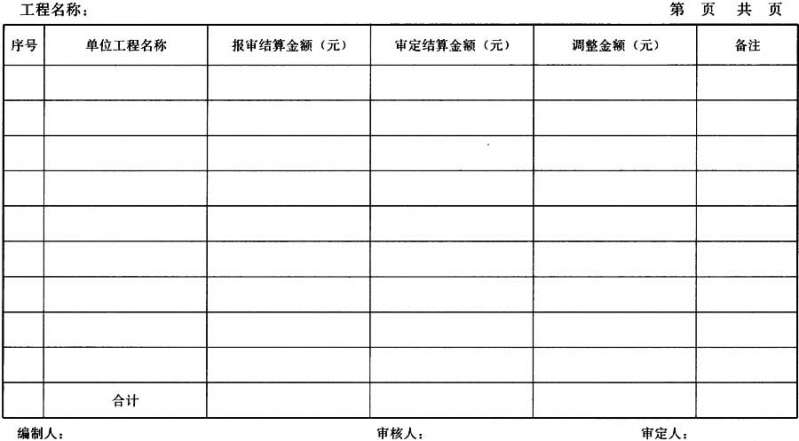 工程名称： 第 页 共 页
序号 单位工程名称 报审结算金额（元） 审定结算金额（元） 调整金额（元） 备注
合计
编制人： 审核人： 审定人：